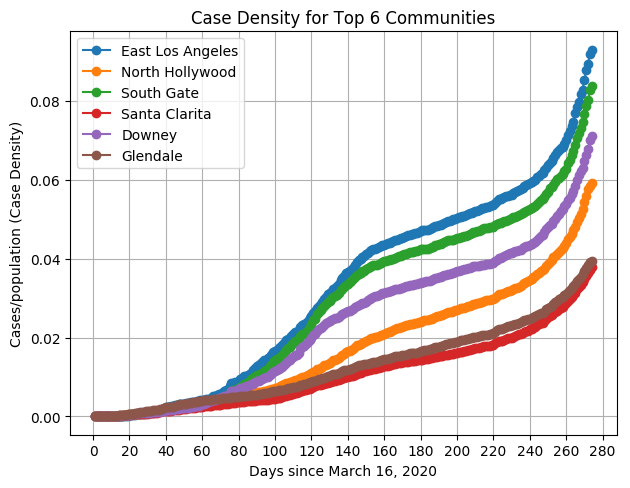 Case Density for Top 6 Communities
East Los Angeles
North Hollywood
South Gate
Santa Clarita
Downey
Glendale
Cases/population (Case Density)
0.08
0.06
0.04
0.02
0.00
0 20 40 60 80 100 120 140 160 180 200 220 240 260 280
Days since March 16, 2020